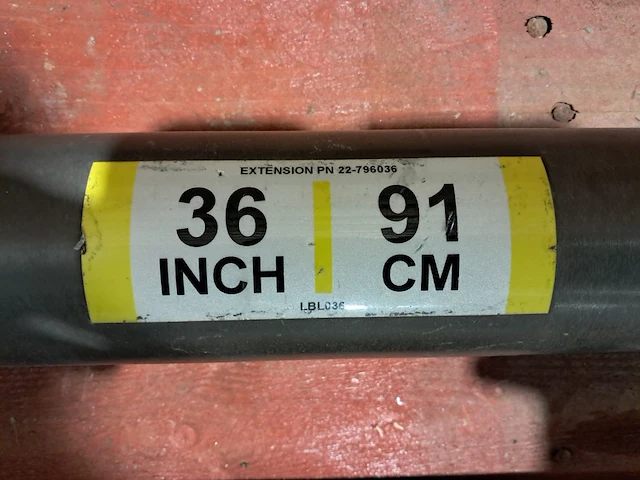 EXTENSION PN 22-796036
36 91
INCH CM
LBL036